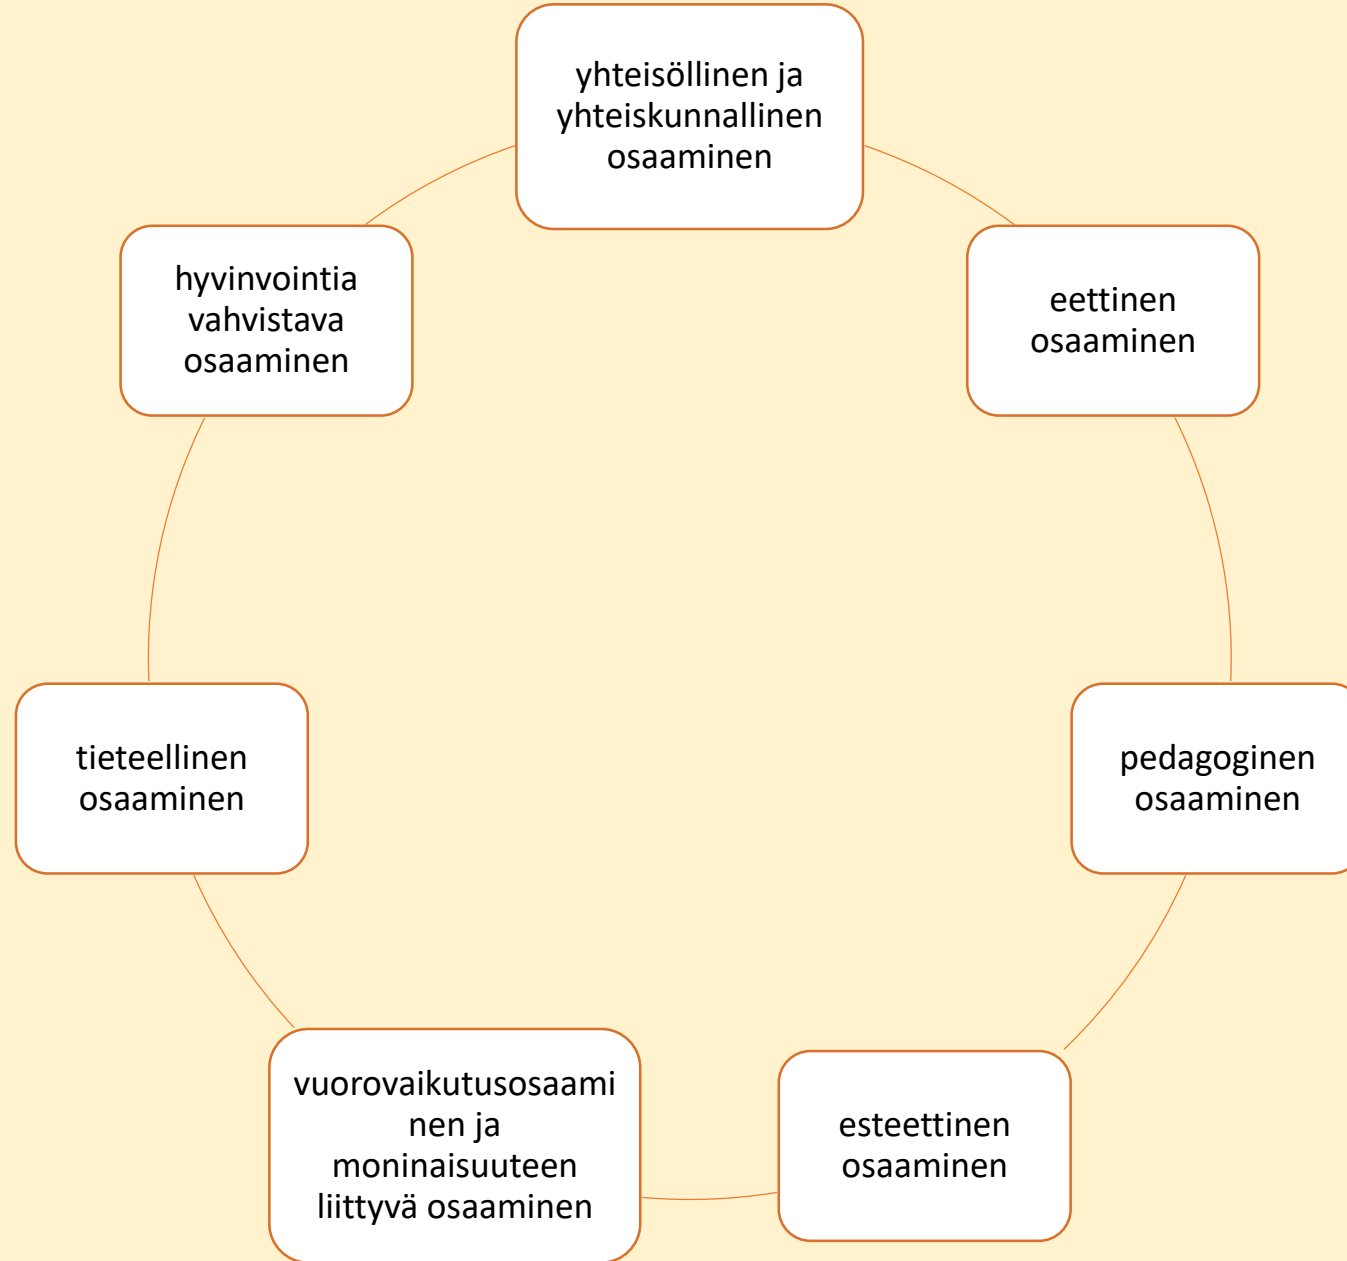 yhteisöllinen ja
yhteiskunnallinen
osaaminen
eettinen
osaaminen
pedagoginen
osaaminen
esteettinen
osaaminen
vuorovaikutusosaami
nen ja
moninaisuuteen
liittyvä osaaminen
tieteellinen
osaaminen
hyvinvointia
vahvistava
osaaminen